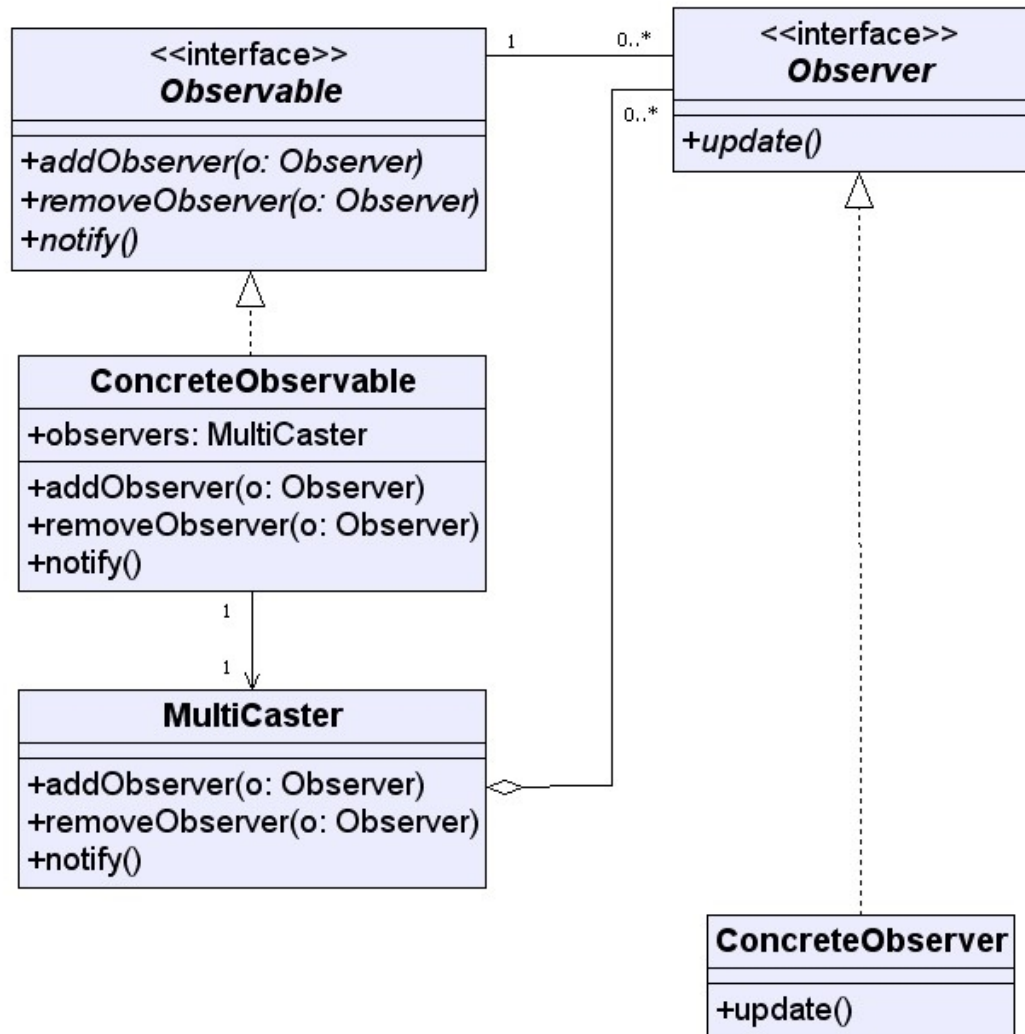 <<interface>>
Observable
+addObserver(o: Observer)
+removeObserver(o: Observer)
+notify()
1
0..*
<<interface>>
Observer
0..*
+update()
ConcreteObservable
+observers: MultiCaster
+addObserver(o: Observer)
+removeObserver(o: Observer)
+notify()
1
1
MultiCaster
+addObserver(o: Observer)
+removeObserver(o: Observer)
+notify()
ConcreteObserver
+update()